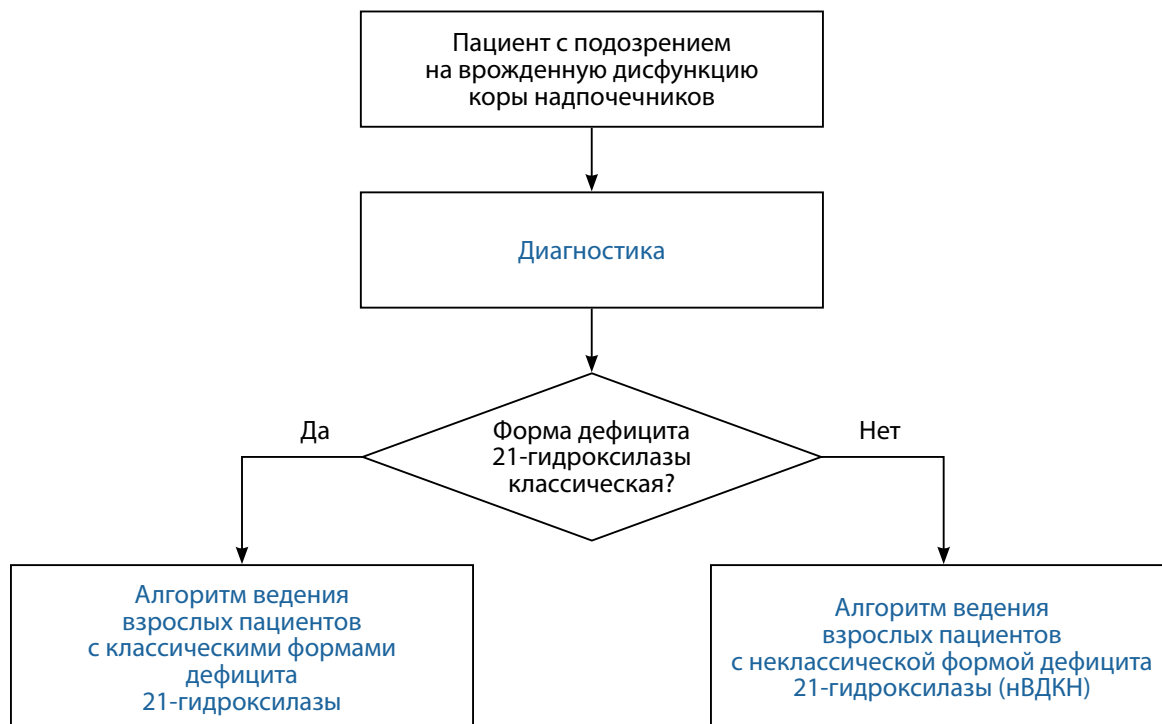 Пациент с подозрением
на врожденную дисфункцию
коры надпочечников
Диагностика
Да
Форма дефицита
21-гидроксилазы
классическая?
Нет
Алгоритм ведения
взрослых пациентов
с классическими формами
дефицита
21-гидроксилазы
Алгоритм ведения
взрослых пациентов
с неклассической формой дефицита
21-гидроксилазы (нВДКН)